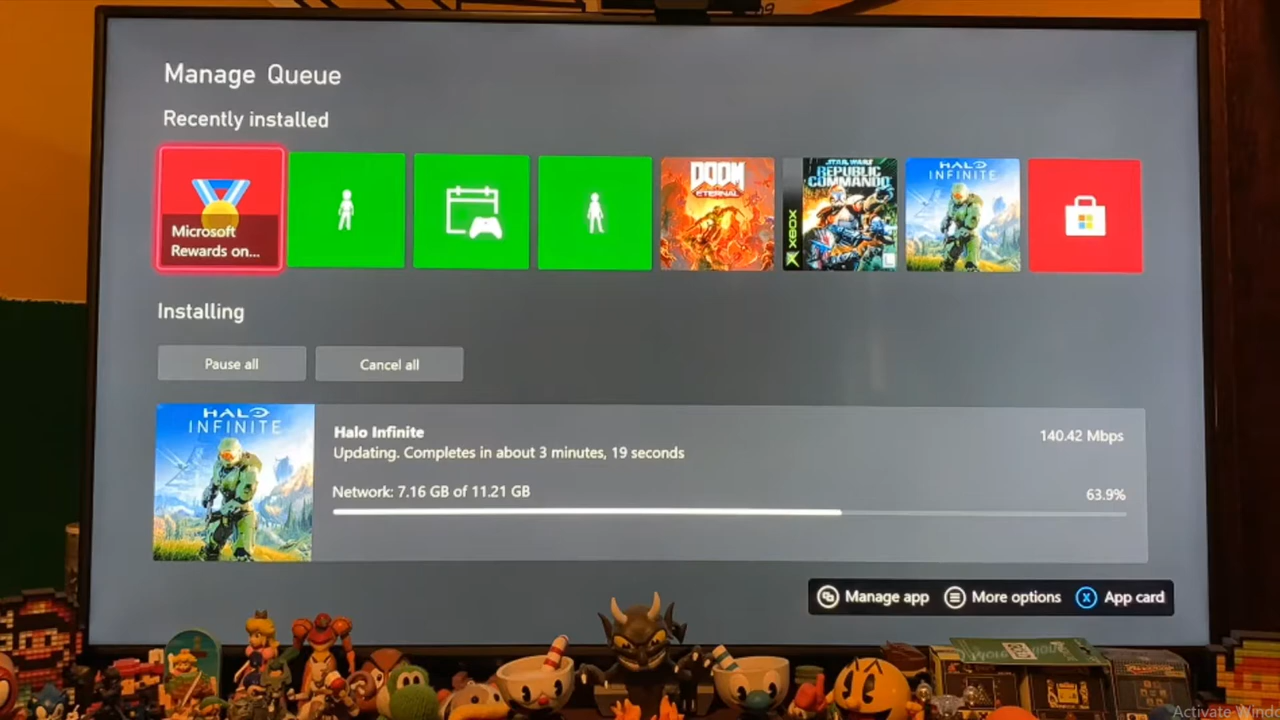 Manage Queue
Recently installed
Microsoft
Rewards on...
DOOM
ETERNAL
XBOX
STAR WARS
REPUBLIC
COMMANDO
HALO
INFINITE
Installing
Pause all
Cancel all
HALO
INFINITE
Halo Infinite
140.42 Mbps
Updating. Completes in about 3 minutes, 19 seconds
Network: 7.16 GB of 11.21 GB
63.9%
Manage app
More options
X
App card
Activate Windo